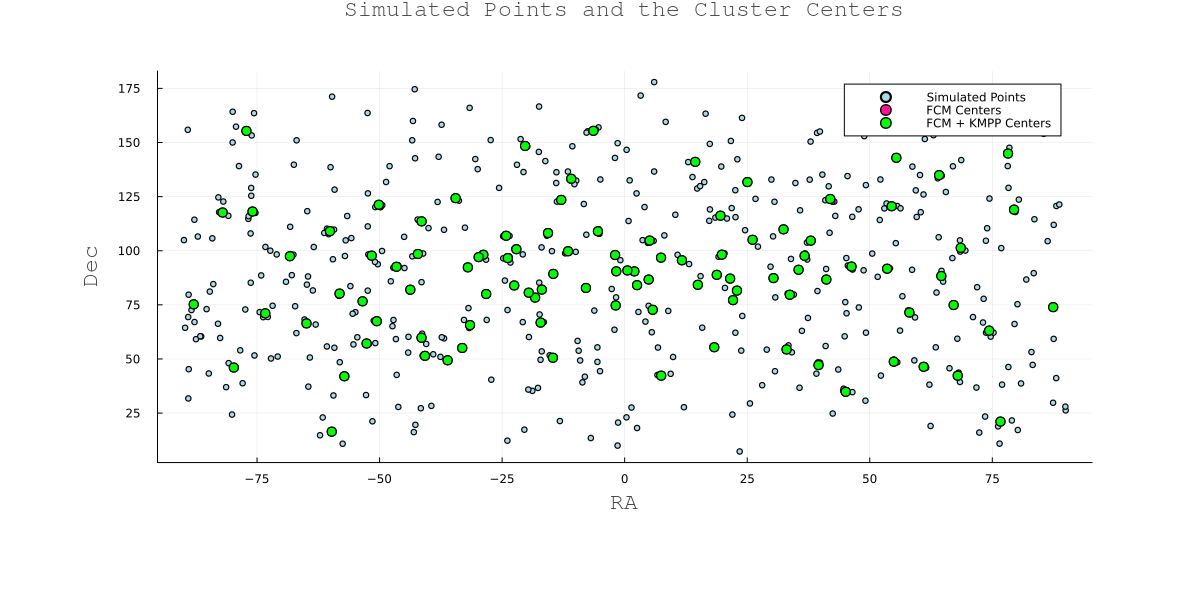 Simulated Points and the Cluster Centers
Simulated Points
FCM Centers
FCM + KMPP Centers
175
150
125
100
75
50
25
Dec
−75
−50
−25
0
25
50
75
RA